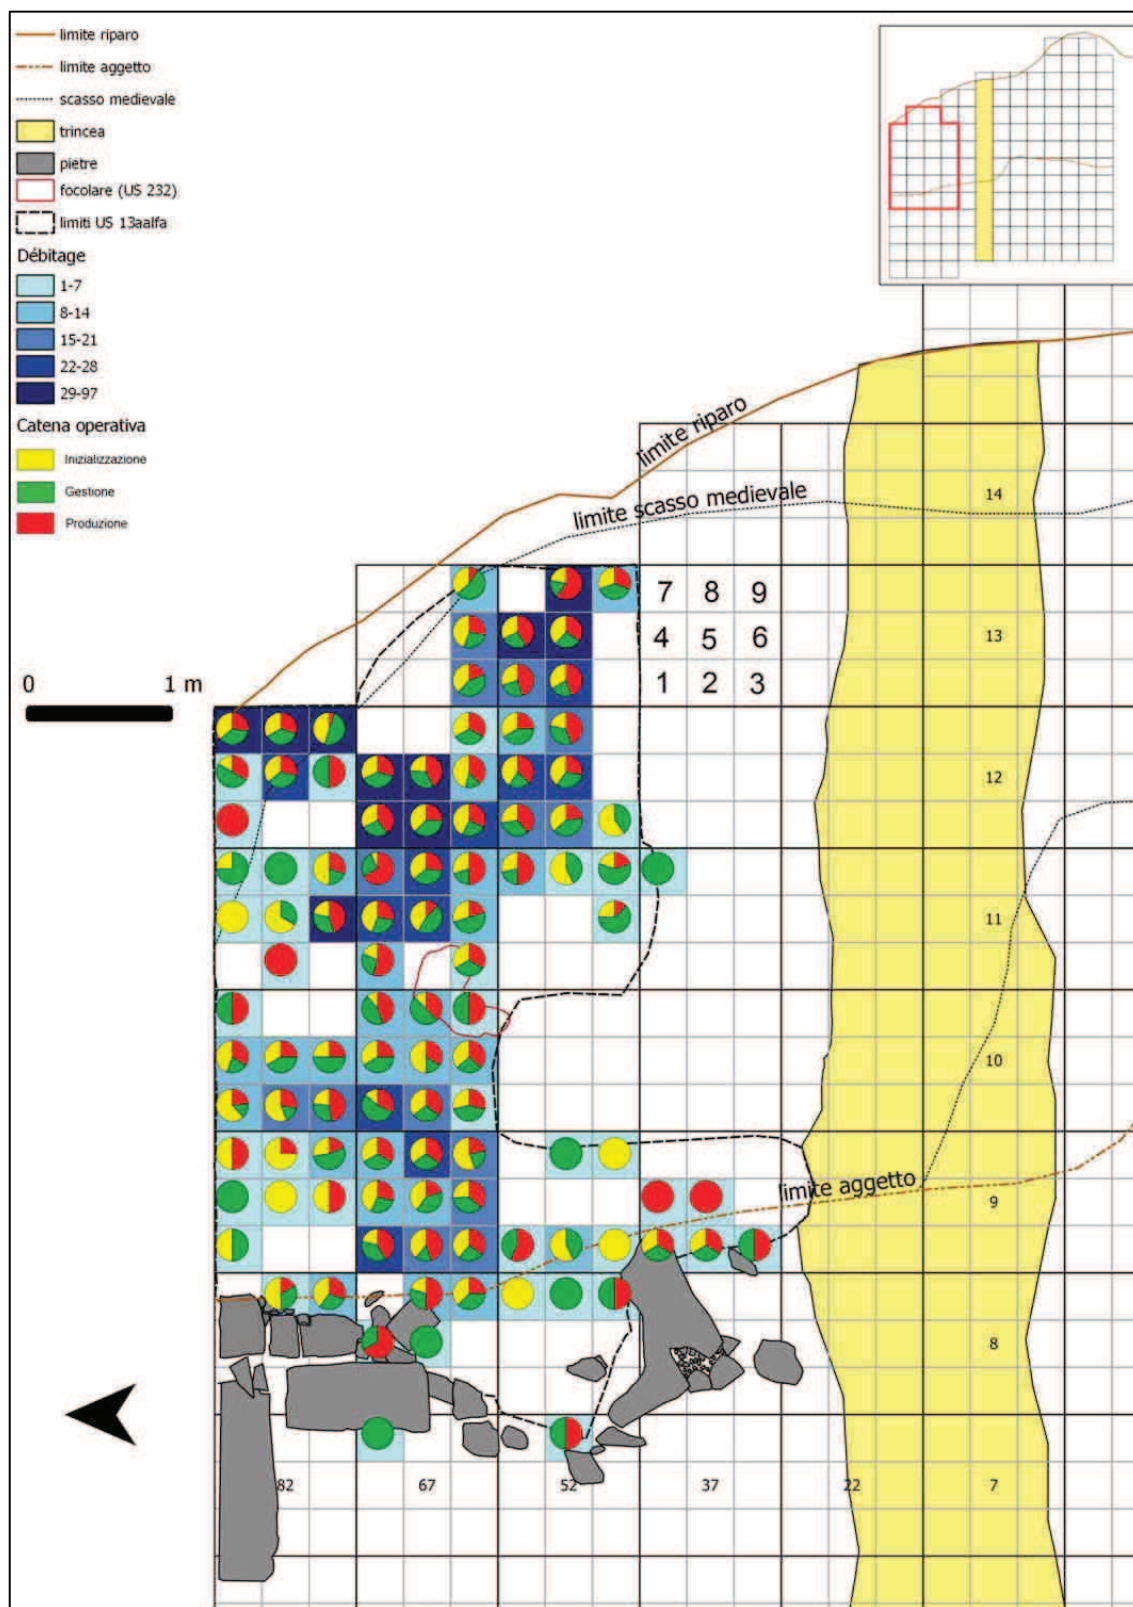 limite riparo
limite aggetto
scasso medievale
trincea
pietre
focolare (US 232)
limiti US 13aalfa
Débitage
1-7
8-14
15-21
22-28
29-97
Catena operativa
Inizializzazione
Gestione
Produzione
limite riparo
limite scasso medievale
14
7 8 9
4 5 6
1 2 3
13
0 1 m
12
11
10
limite aggetto
9
8
82 67 52 37 22 7